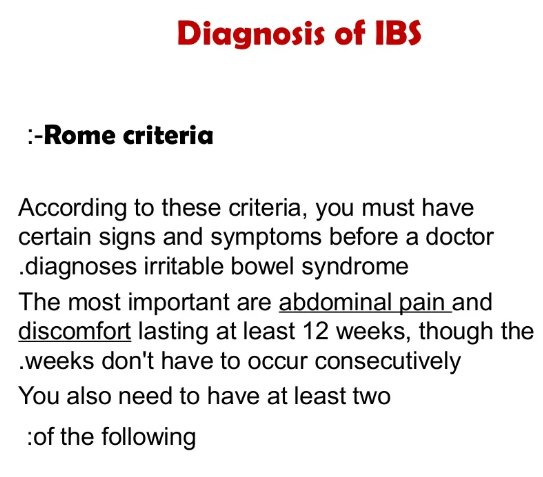 Diagnosis of IBS
:-Rome criteria
According to these criteria, you must have
certain signs and symptoms before a doctor
.diagnoses irritable bowel syndrome
The most important are abdominal pain and
discomfort lasting at least 12 weeks, though the
.weeks don't have to occur consecutively
You also need to have at least two
:of the following